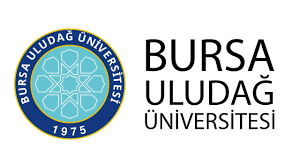 BURSA ULUDAĞ ÜNİVERSİTESİ
1975
BURSA
ULUDAĞ
ÜNİVERSİTESİ